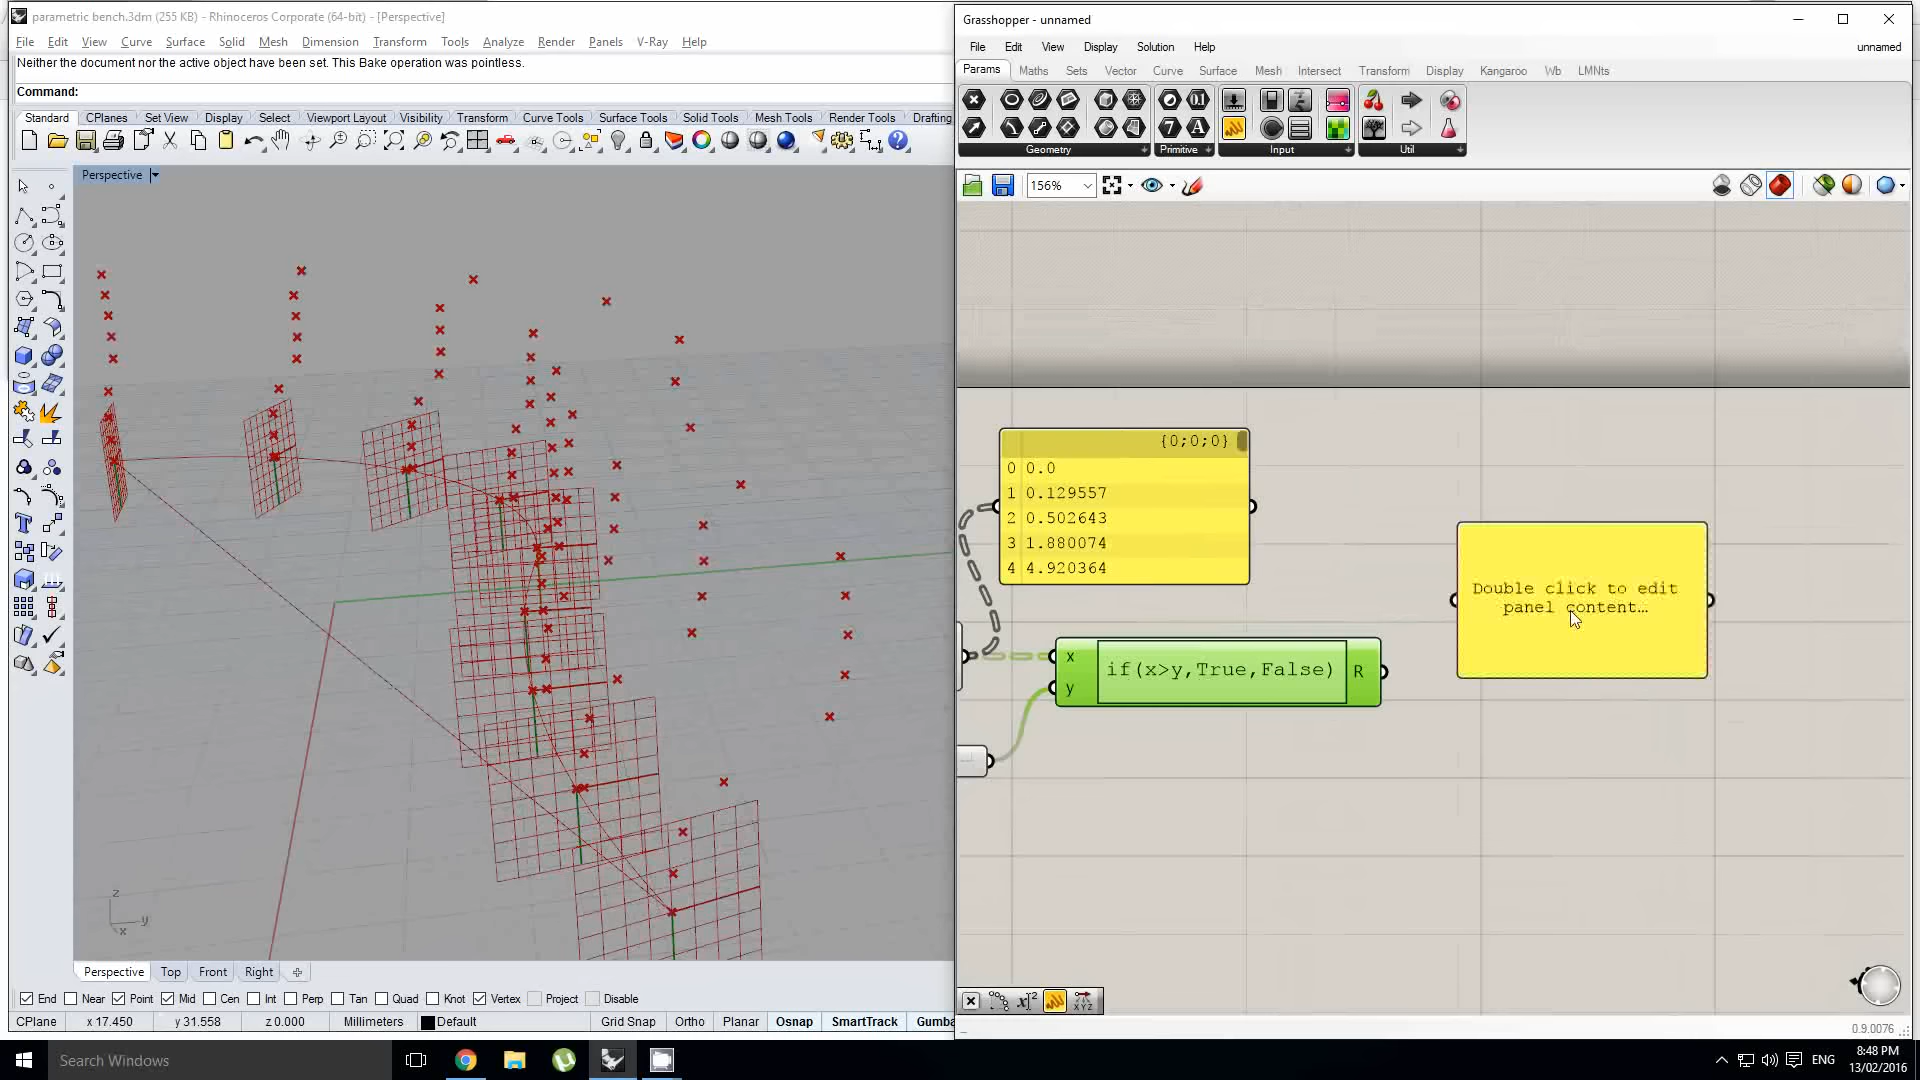 parametric bench.3dm (255 KB) - Rhinoceros Corporate (64-bit) - [Perspective]
File Edit View Curve Surface Solid Mesh Dimension Transform Tools Analyze Render Panels V-Ray Help
Neither the document nor the active object have been set. This Bake operation was pointless.
Command:
Standard CPlanes Set View Display Select Viewport Layout Visibility Transform Curve Tools Surface Tools Solid Tools Mesh Tools Render Tools Drafting
Perspective
z
y
x
Perspective Top Front Right
End Near Point Mid Cen Int Perp Tan Quad Knot Vertex Project Disable
CPlane x 17.450 y 31.558 z 0.000 Millimeters Default Grid Snap Ortho Planar Osnap SmartTrack Gumba
Grasshopper - unnamed
File Edit View Display Solution Help unnamed
Params Maths Sets Vector Curve Surface Mesh Intersect Transform Display Kangaroo Wb LMNts
Geometry Primitive Input Util
156%
{0;0;0}
0 0.0
1 0.129557
2 0.502643
3 1.880074
4 4.920364
x
y
if(x>y,True,False) R
Double click to edit
panel content…
0.9.0076
Search Windows
ENG
8:48 PM
13/02/2016